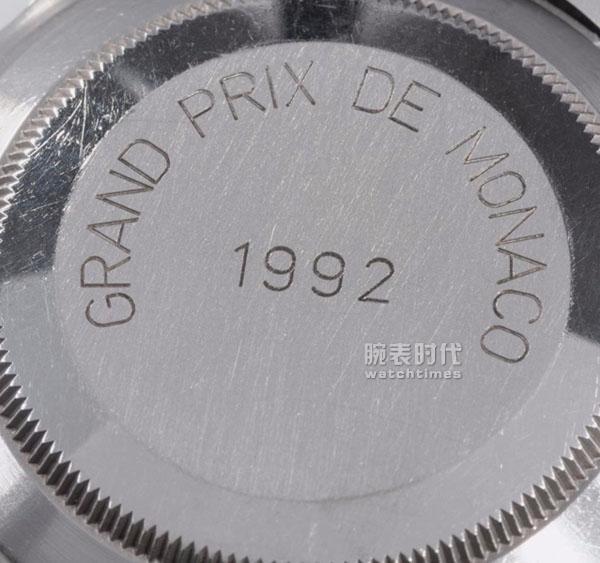 GRAND PRIX DE MONACO
1992
腕表时代
watchtimes